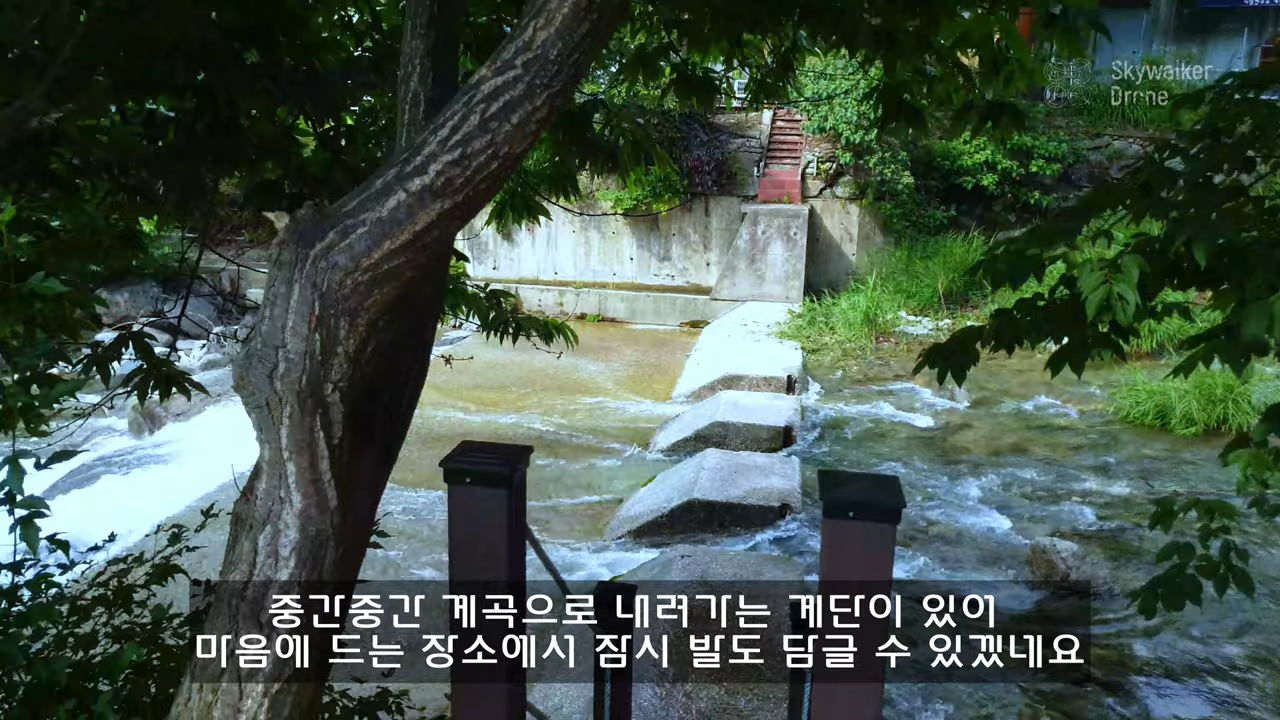 Skywalker
Drone
중간중간 계곡으로 내려가는 계단이 있어
마음에 드는 장소에서 잠시 발도 담글 수 있겠네요